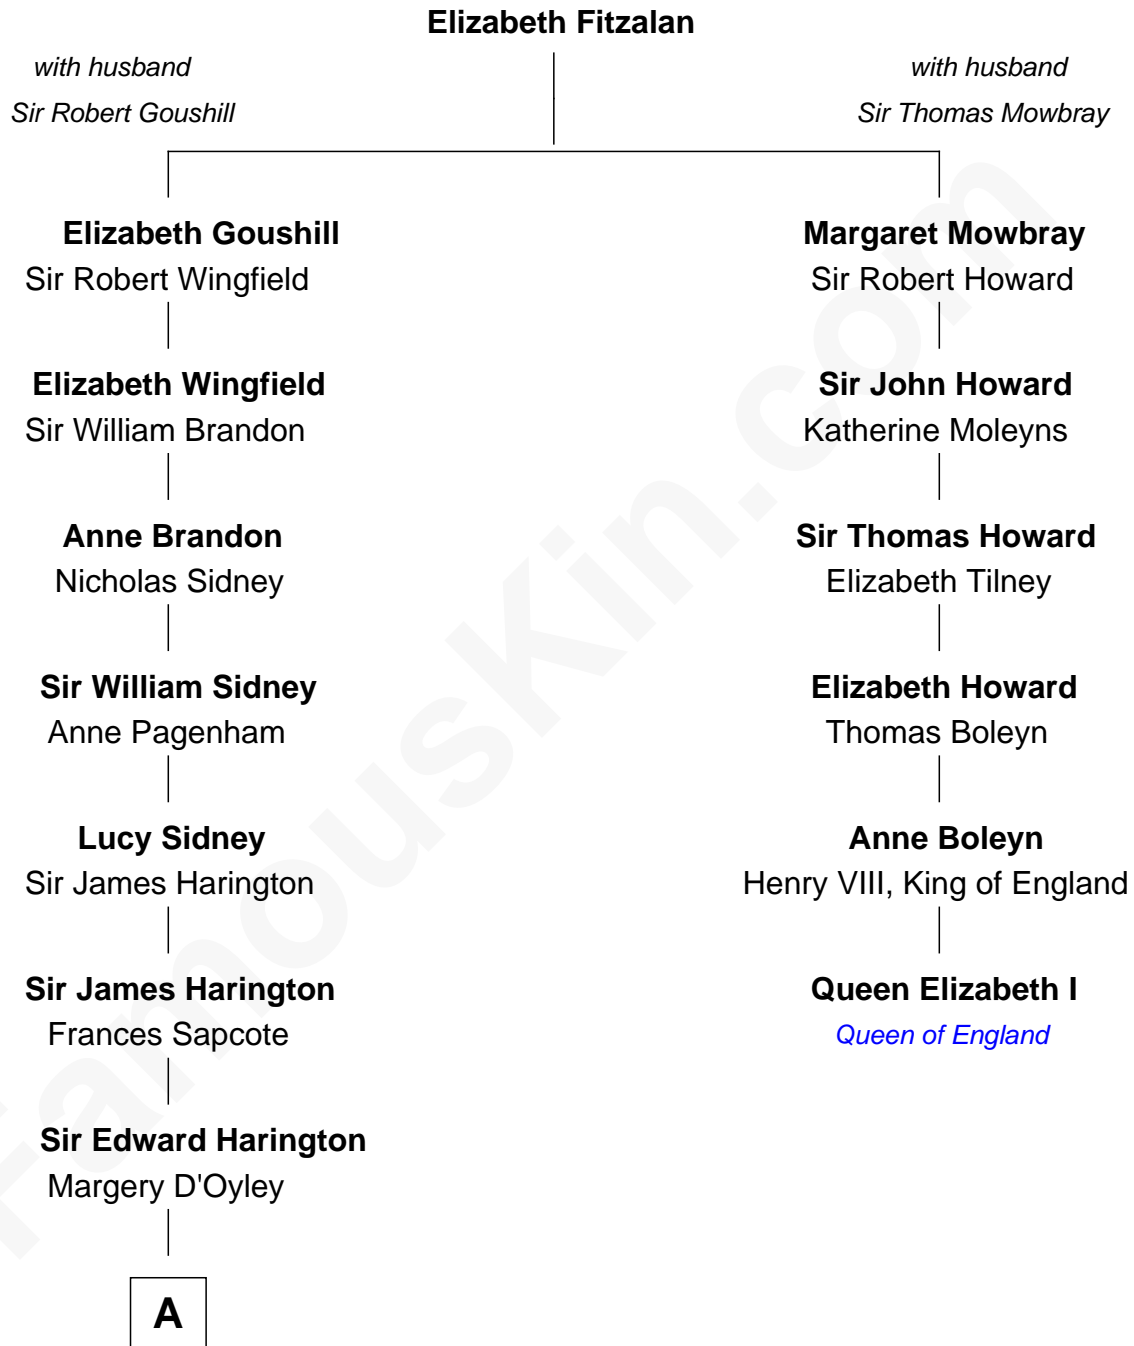 Elizabeth Fitzalan
with husband
Sir Robert Goushill
with husband
Sir Thomas Mowbray
Elizabeth Goushill
Sir Robert Wingfield
Margaret Mowbray
Sir Robert Howard
Elizabeth Wingfield
Sir William Brandon
Sir John Howard
Katherine Moleyns
Anne Brandon
Nicholas Sidney
Sir Thomas Howard
Elizabeth Tilney
Sir William Sidney
Anne Pagenham
Elizabeth Howard
Thomas Boleyn
Lucy Sidney
Sir James Harington
Anne Boleyn
Henry VIII, King of England
Sir James Harington
Frances Sapcote
Queen Elizabeth I
Queen of England
Sir Edward Harington
Margery D'Oyley
A
FamousKin.com